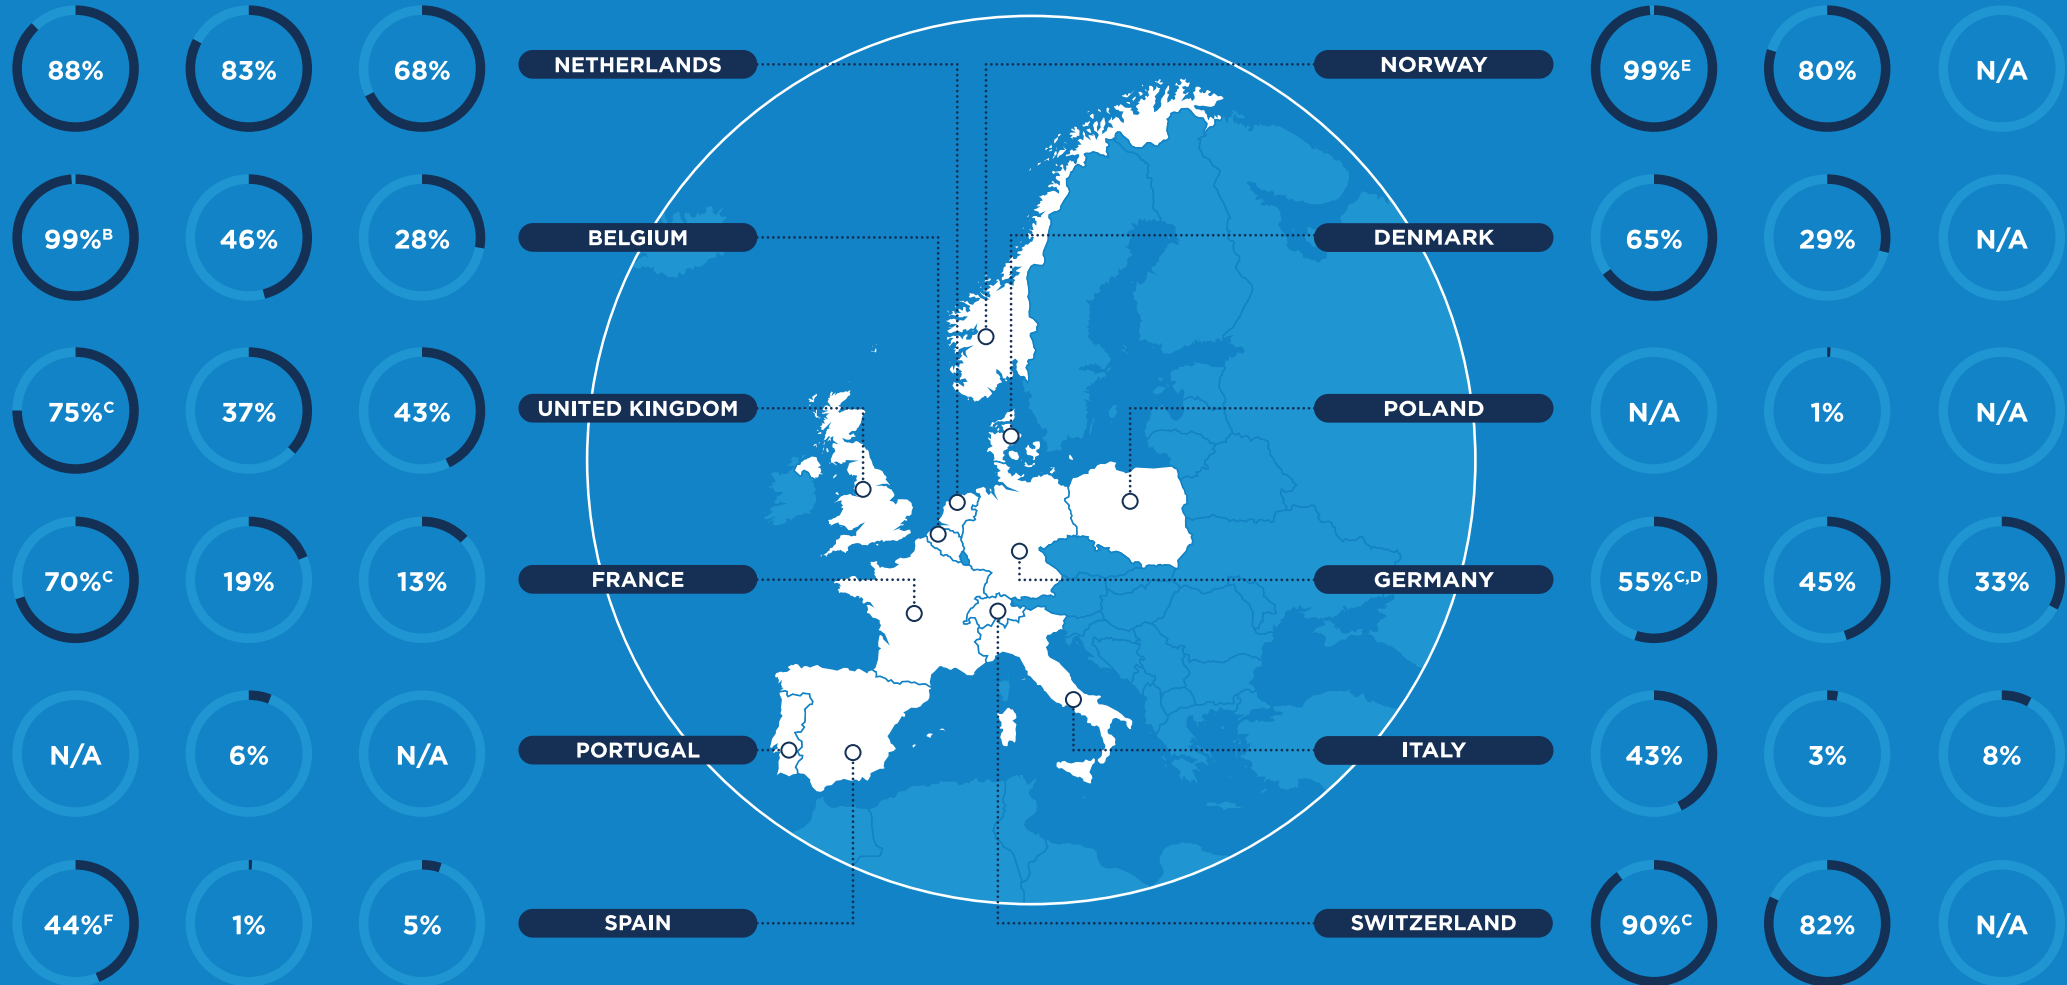 88% 83% 68% NETHERLANDS NORWAY 99%ᴱ 80% N/A
99%ᴮ 46% 28% BELGIUM DENMARK 65% 29% N/A
75%ᶜ 37% 43% UNITED KINGDOM POLAND N/A 1% N/A
70%ᶜ 19% 13% FRANCE GERMANY 55%ᶜ,ᴰ 45% 33%
N/A 6% N/A PORTUGAL ITALY 43% 3% 8%
44%ᶠ 1% 5% SPAIN SWITZERLAND 90%ᶜ 82% N/A